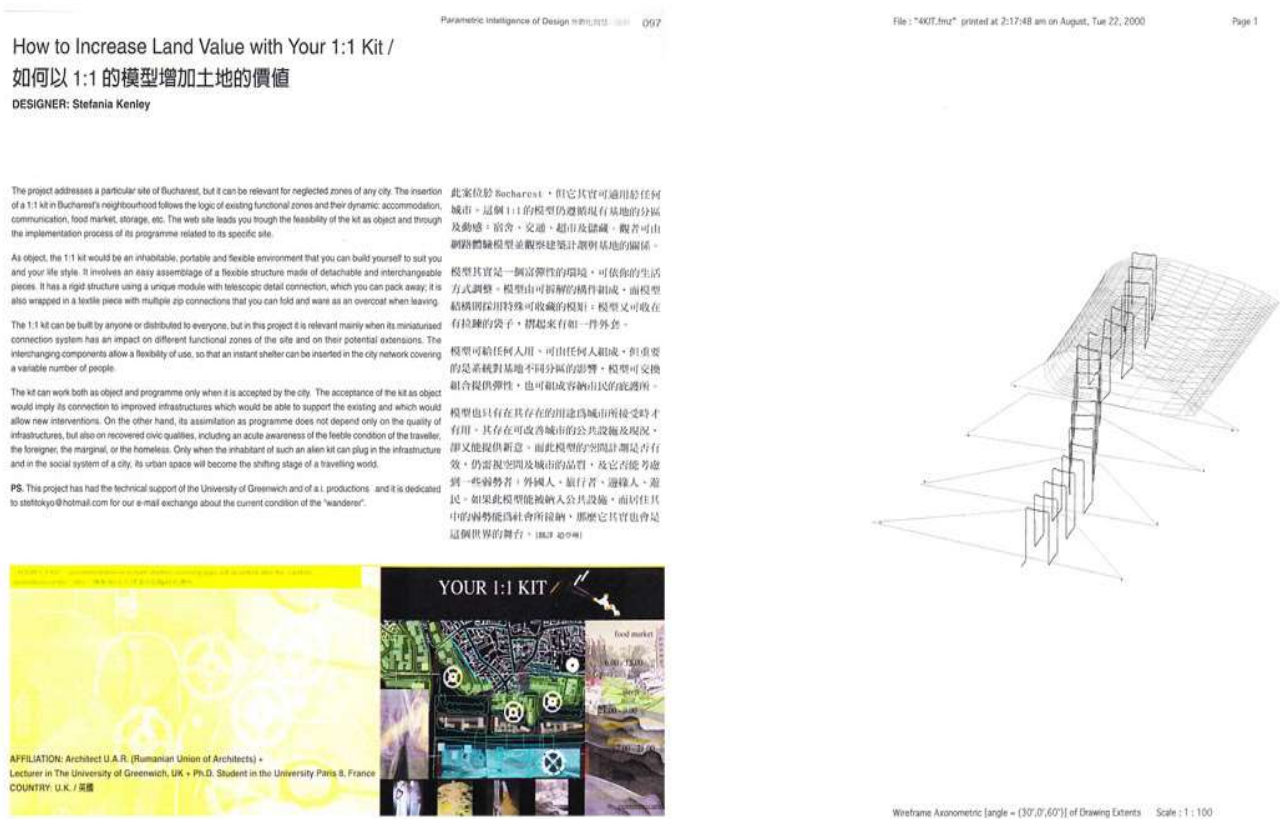 Parametric Intelligence of Design 097
How to Increase Land Value with Your 1:1 Kit /
如何以 1:1 的模型增加土地的價值
DESIGNER: Stefania Kenley
The project addresses a particular site of Bucharest, but it can be relevant for neglected zones of any city. The insertion
of a 1:1 kit in Bucharest's neighbourhood follows the logic of existing functional zones and their dynamic: accommodation,
communication, food market, storage, etc. The web site leads you trough the feasibility of the kit as object and through
the implementation process of its programme related to its specific site.
As object, the 1:1 kit would be an inhabitable, portable and flexible environment that you can build yourself to suit you
and your life style. It involves an easy assemblage of a flexible structure made of detachable and interchangeable
pieces. It has a rigid structure using a unique module with telescopic detail connection, which you can pack away; it is
also wrapped in a textile piece with multiple zip connections that you can fold and ware as an overcoat when leaving.
The 1:1 kit can be built by anyone or distributed to everyone, but in this project it is relevant mainly when its miniaturised
connection system has an impact on different functional zones of the site and on their potential extensions. The
interchanging components allow a flexibility of use, so that an instant shelter can be inserted in the city network covering
a variable number of people.
The kit can work both as object and programme only when it is accepted by the city. The acceptance of the kit as object
would imply its connection to improved infrastructures which would be able to support the existing and which would
allow new interventions. On the other hand, its assimilation as programme does not depend only on the quality of
infrastructures, but also on recovered civic qualities, including an acute awareness of the feeble condition of the traveller,
the foreigner, the marginal, or the homeless. Only when the inhabitant of such an alien kit can plug in the infrastructure
and in the social system of a city, its urban space will become the shifting stage of a travelling world.
PS. This project has had the technical support of the University of Greenwich and of a.i. productions and it is dedicated
to stefitokyo@hotmail.com for our e-mail exchange about the current condition of the "wanderer".
此案位於 Bucharest，但它其實可適用於任何
城市。這個1:1的模型仍遵循現有基地的分區
及動感：宿舍、交通、超市及儲藏。觀者可由
網路體驗模型並觀察建築計劃與基地的關係。
模型其實是一個富彈性的環境，可依你的生活
方式調整。模型由可拆解的構件組成，而模型
結構則採用特殊可收藏的模矩；模型又可收在
有拉鍊的袋子，摺起來有如一件外套。
模型可給任何人用、可由任何人組成，但重要
的是系統對基地不同分區的影響，模型可交換
組合提供彈性，也可組成容納市民的庇護所。
模型也只有在其存在的用途為城市所接受時才
有用。其存在可改善城市的公共設施及現況，
卻又能提供新意。而此模型的空間計劃是否有
效，仍需視空間及城市的品質，及它否能考慮
到一些弱勢者：外國人、旅行者、邊緣人、遊
民。如果此模型能被納入公共設施，而居住其
中的弱勢能為社會所接納，那麼它其實也會是
這個世界的舞台。
YOUR 1:1 KIT
food market
AFFILIATION: Architect U.A.R. (Rumanian Union of Architects) +
Lecturer in The University of Greenwich, UK + Ph.D. Student in the University Paris 8, France
COUNTRY: U.K. / 英國
File : "4KIT.fmz" printed at 2:17:48 am on August, Tue 22, 2000 Page 1
Wireframe Axonometric [angle = (30',0',60')] of Drawing Extents Scale : 1 : 100